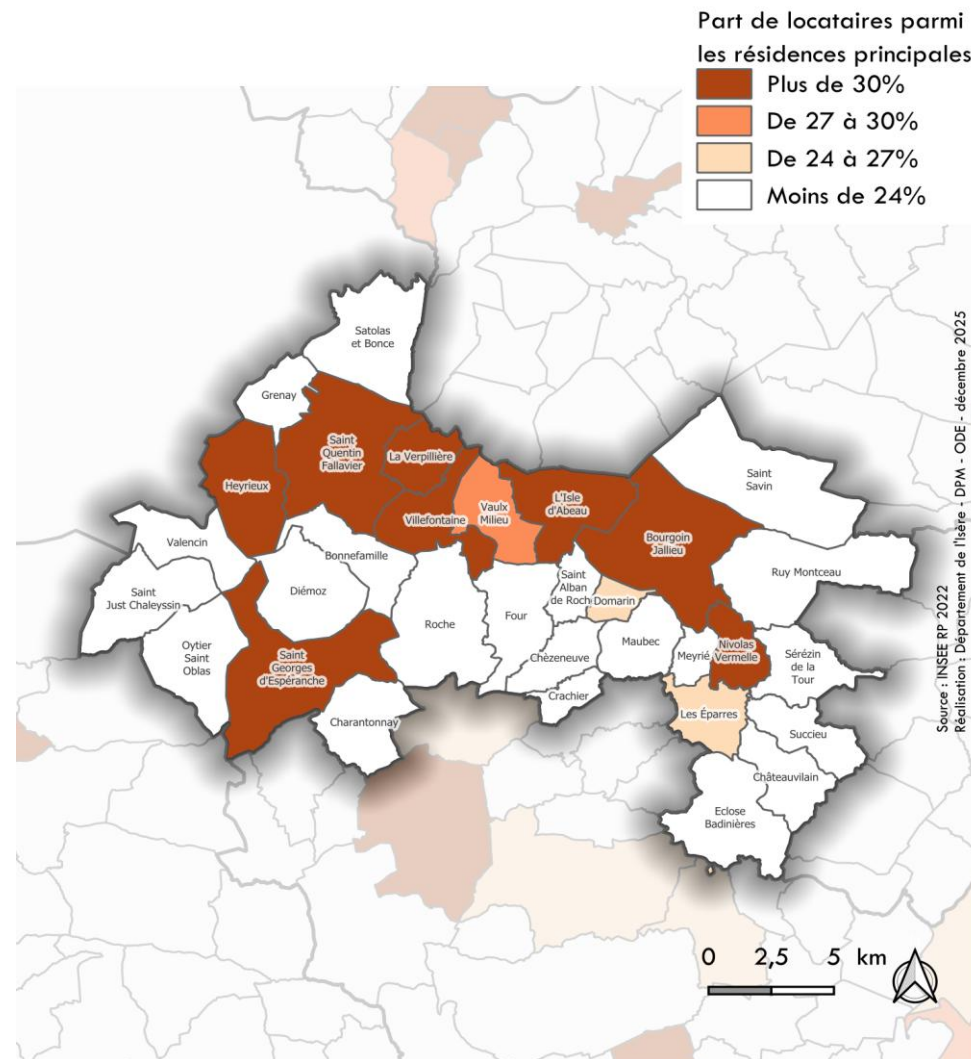 Part de locataires parmi
les résidences principales
Plus de 30%
De 27 à 30%
De 24 à 27%
Moins de 24%
Satolas
et Bonce
Grenay
Saint
Quentin
Fallavier
La Verpillière
Heyrieux
Villefontaine
Vaulx
Milieu
L'Isle
d'Abeau
Saint
Savin
Bourgoin
Jallieu
Valencin
Bonnefamille
Ruy Montceau
Saint
Just Chaleyssin
Diémoz
Roche
Four
Saint
Alban
de Roch
Domarin
Oytier
Saint
Oblas
Saint
Georges
d'Espéranche
Chèzeneuve
Maubec
Meyrié
Nivolas
Vermelle
Sérézin
de la
Tour
Crachier
Charantonnay
Les Éparres
Succieu
Châteauvilain
Eclose
Badinières
Source : INSEE RP 2022
Réalisation : Département de l'Isère - DPM - ODE - décembre 2025
0 2,5 5 km